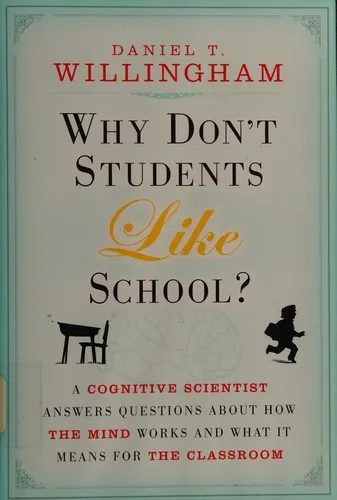 DANIEL T.
WILLINGHAM
WHY DON'T
STUDENTS
Like
SCHOOL?
A COGNITIVE SCIENTIST
ANSWERS QUESTIONS ABOUT HOW
THE MIND WORKS AND WHAT IT
MEANS FOR THE CLASSROOM